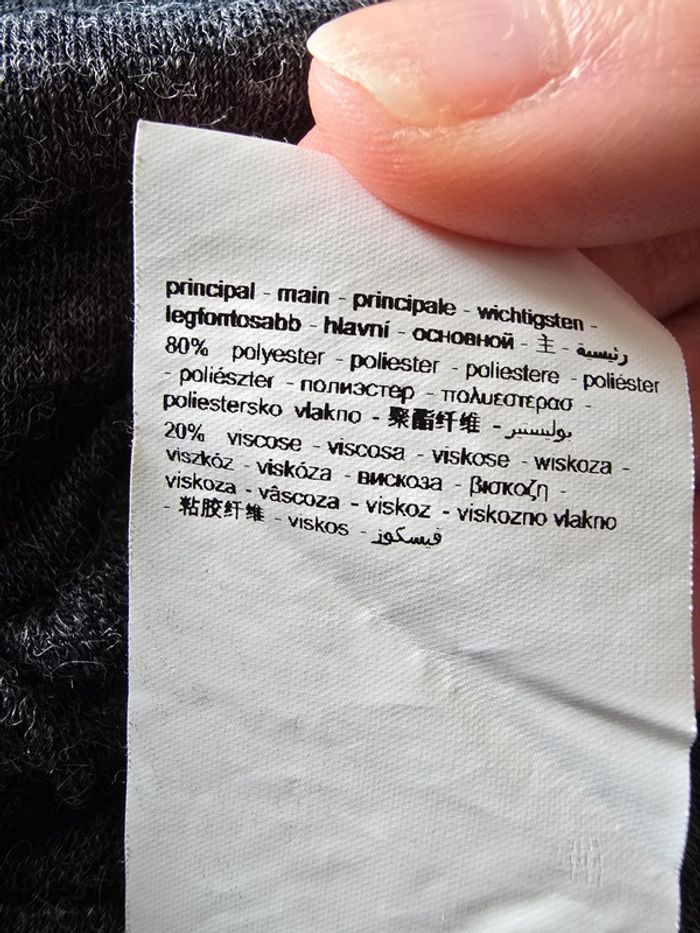 principal - main - principale - wichtigsten -
legfontosabb - hlavní - основной - 主 - رئيسية
80% polyester - poliester - poliestere - poliéster
- poliészter - полиэстер - πολυεστερασ -
poliestersko vlakno - 聚酯纤维 - بوليستر
20% viscose - viscosa - viskose - wiskoza -
viszkóz - viskóza - вискоза - βισκοζη -
viskoza - vâscoza - viskoz - viskozno vlakno
- 粘胶纤维 - viskos - فيسكوز